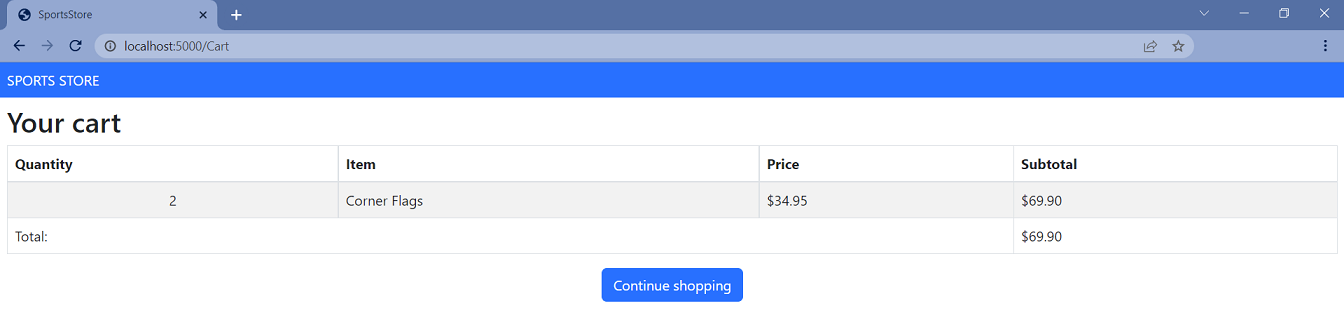 SportsStore
localhost:5000/Cart
SPORTS STORE
Your cart
Quantity Item Price Subtotal
2 Corner Flags $34.95 $69.90
Total: $69.90
Continue shopping